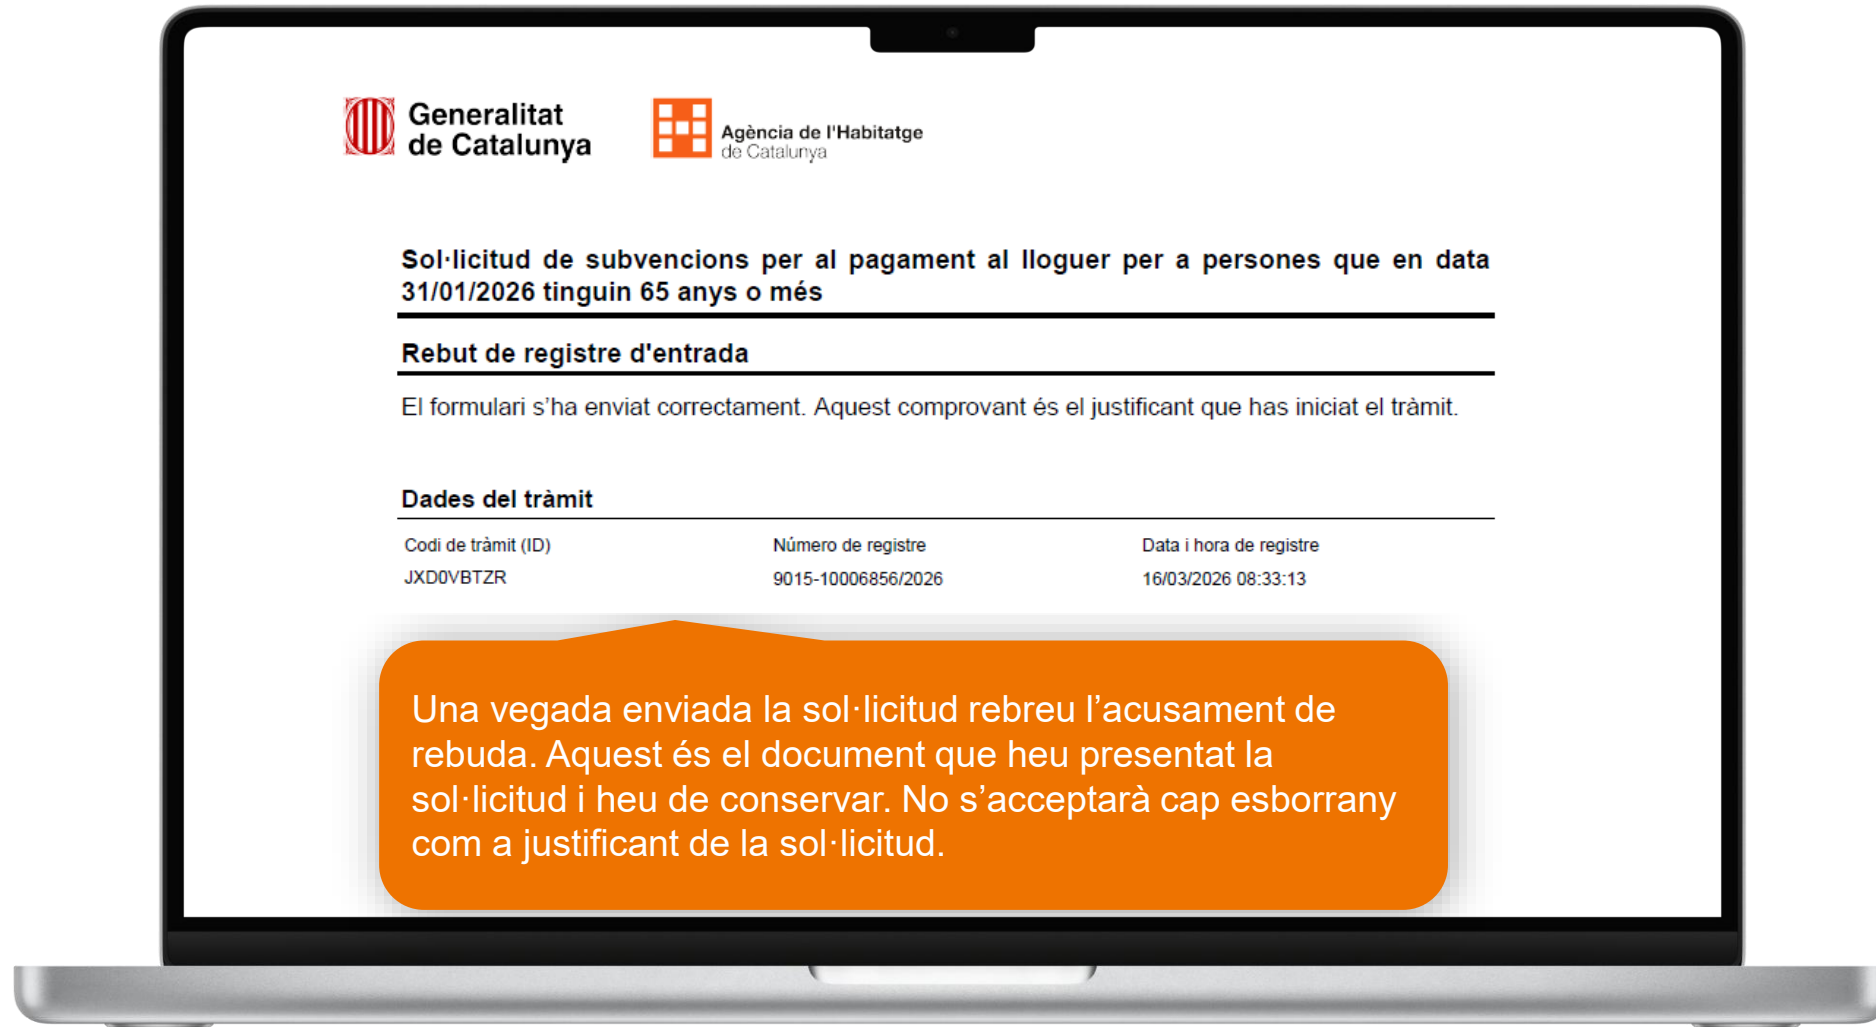 Generalitat
de Catalunya
Agència de l'Habitatge
de Catalunya
Sol·licitud de subvencions per al pagament al lloguer per a persones que en data
31/01/2026 tinguin 65 anys o més
Rebut de registre d'entrada
El formulari s’ha enviat correctament. Aquest comprovant és el justificant que has iniciat el tràmit.
Dades del tràmit
Codi de tràmit (ID) Número de registre Data i hora de registre
JXD0VBTZR 9015-10006856/2026 16/03/2026 08:33:13
Una vegada enviada la sol·licitud rebreu l’acusament de
rebuda. Aquest és el document que heu presentat la
sol·licitud i heu de conservar. No s’acceptarà cap esborrany
com a justificant de la sol·licitud.